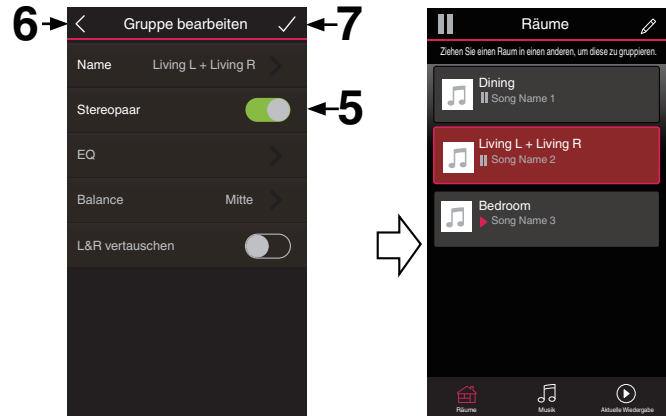 6 Gruppe bearbeiten 7
Name Living L + Living R
Stereopaar 5
EQ
Balance Mitte
L&R vertauschen
Räume
Ziehen Sie einen Raum in einen anderen, um diese zu gruppieren.
Dining
Song Name 1
Living L + Living R
Song Name 2
Bedroom
Song Name 3
Räume Musik Aktuelle Wiedergabe